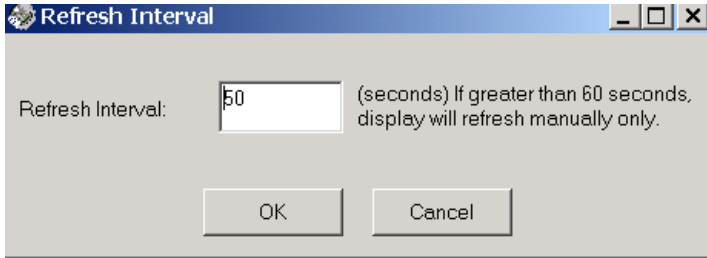 Refresh Interval
Refresh Interval:
50
(seconds) If greater than 60 seconds,
display will refresh manually only.
OK
Cancel